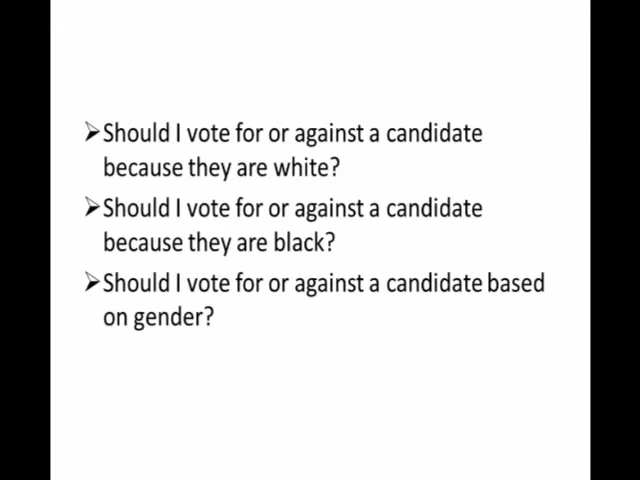 ➢Should I vote for or against a candidate
because they are white?
➢Should I vote for or against a candidate
because they are black?
➢Should I vote for or against a candidate based
on gender?